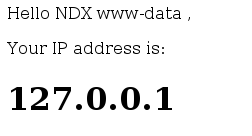 Hello NDX www-data ,
Your IP address is:
127.0.0.1